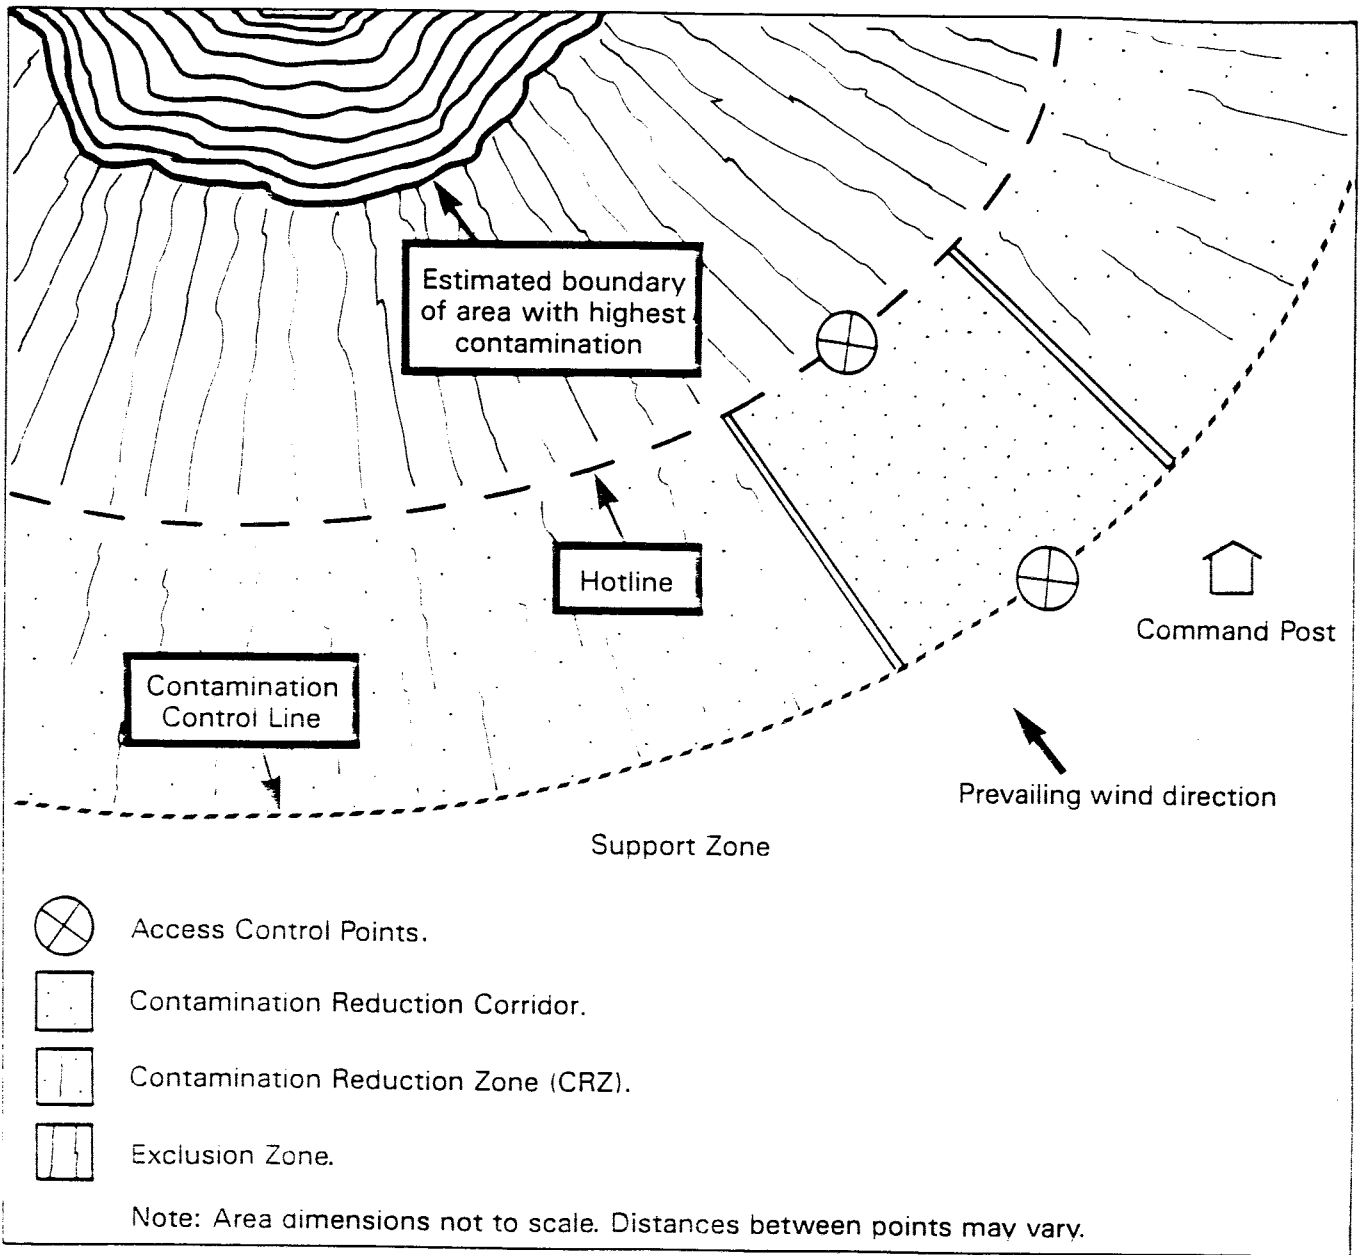 Estimated boundary
of area with highest
contamination
Hotline
Command Post
Contamination
Control Line
Prevailing wind direction
Support Zone
Access Control Points.
Contamination Reduction Corridor.
Contamination Reduction Zone (CRZ).
Exclusion Zone.
Note: Area dimensions not to scale. Distances between points may vary.